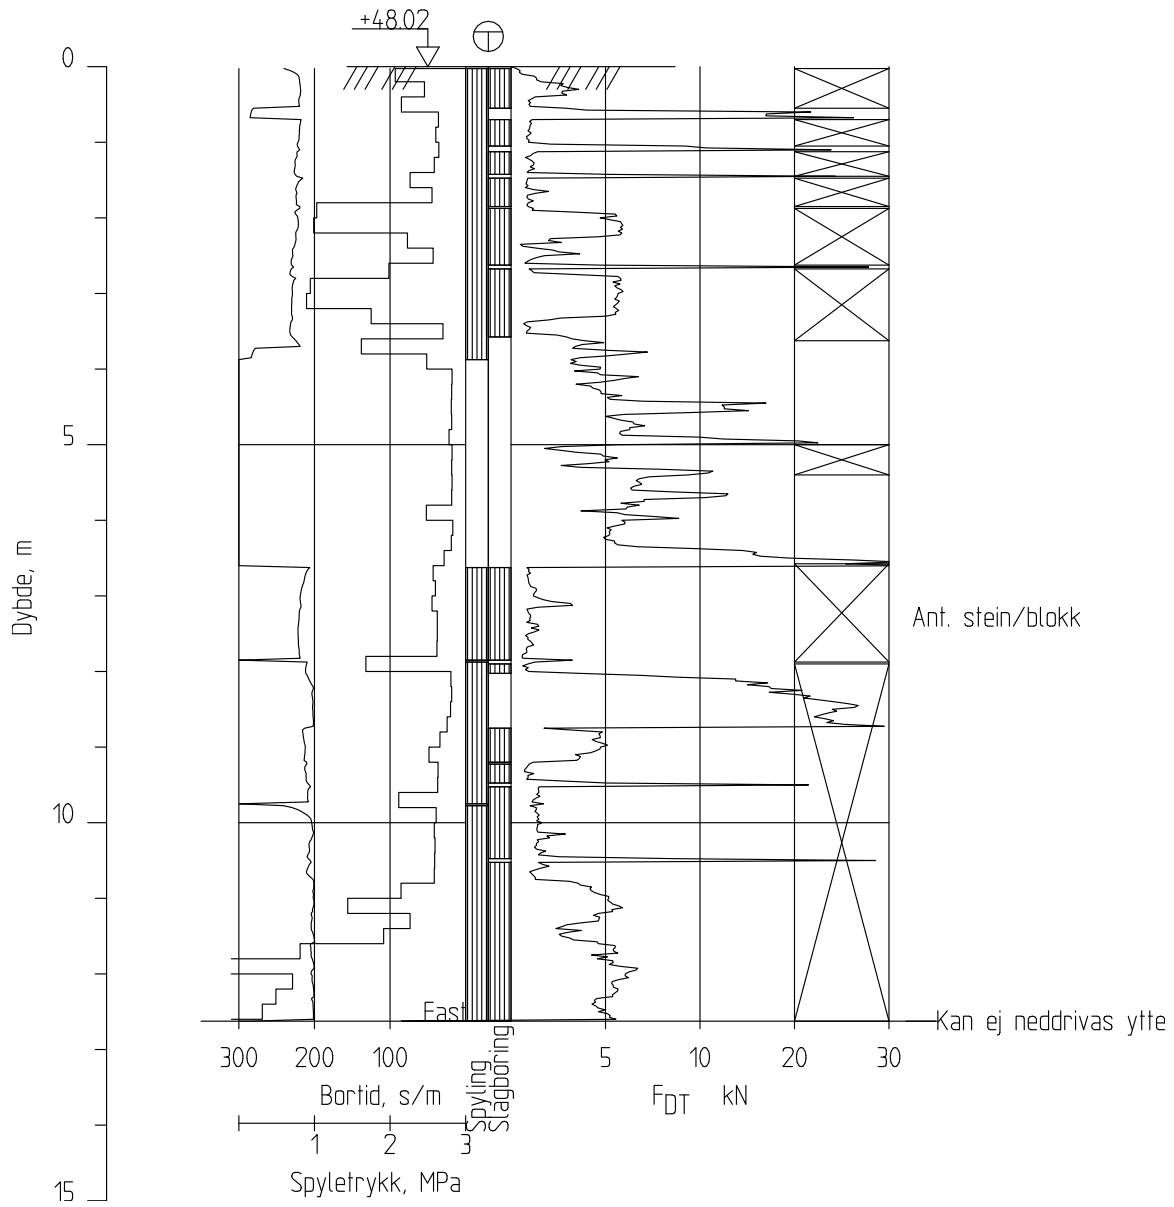 +48.02
0
5
10
15
Dybde, m
Ant. stein/blokk
Fast
Kan ej neddrivas ytte
300 200 100
5 10 20 30
Spyling
Slagboring
Bortid, s/m
FDT kN
1 2 3
Spyletrykk, MPa